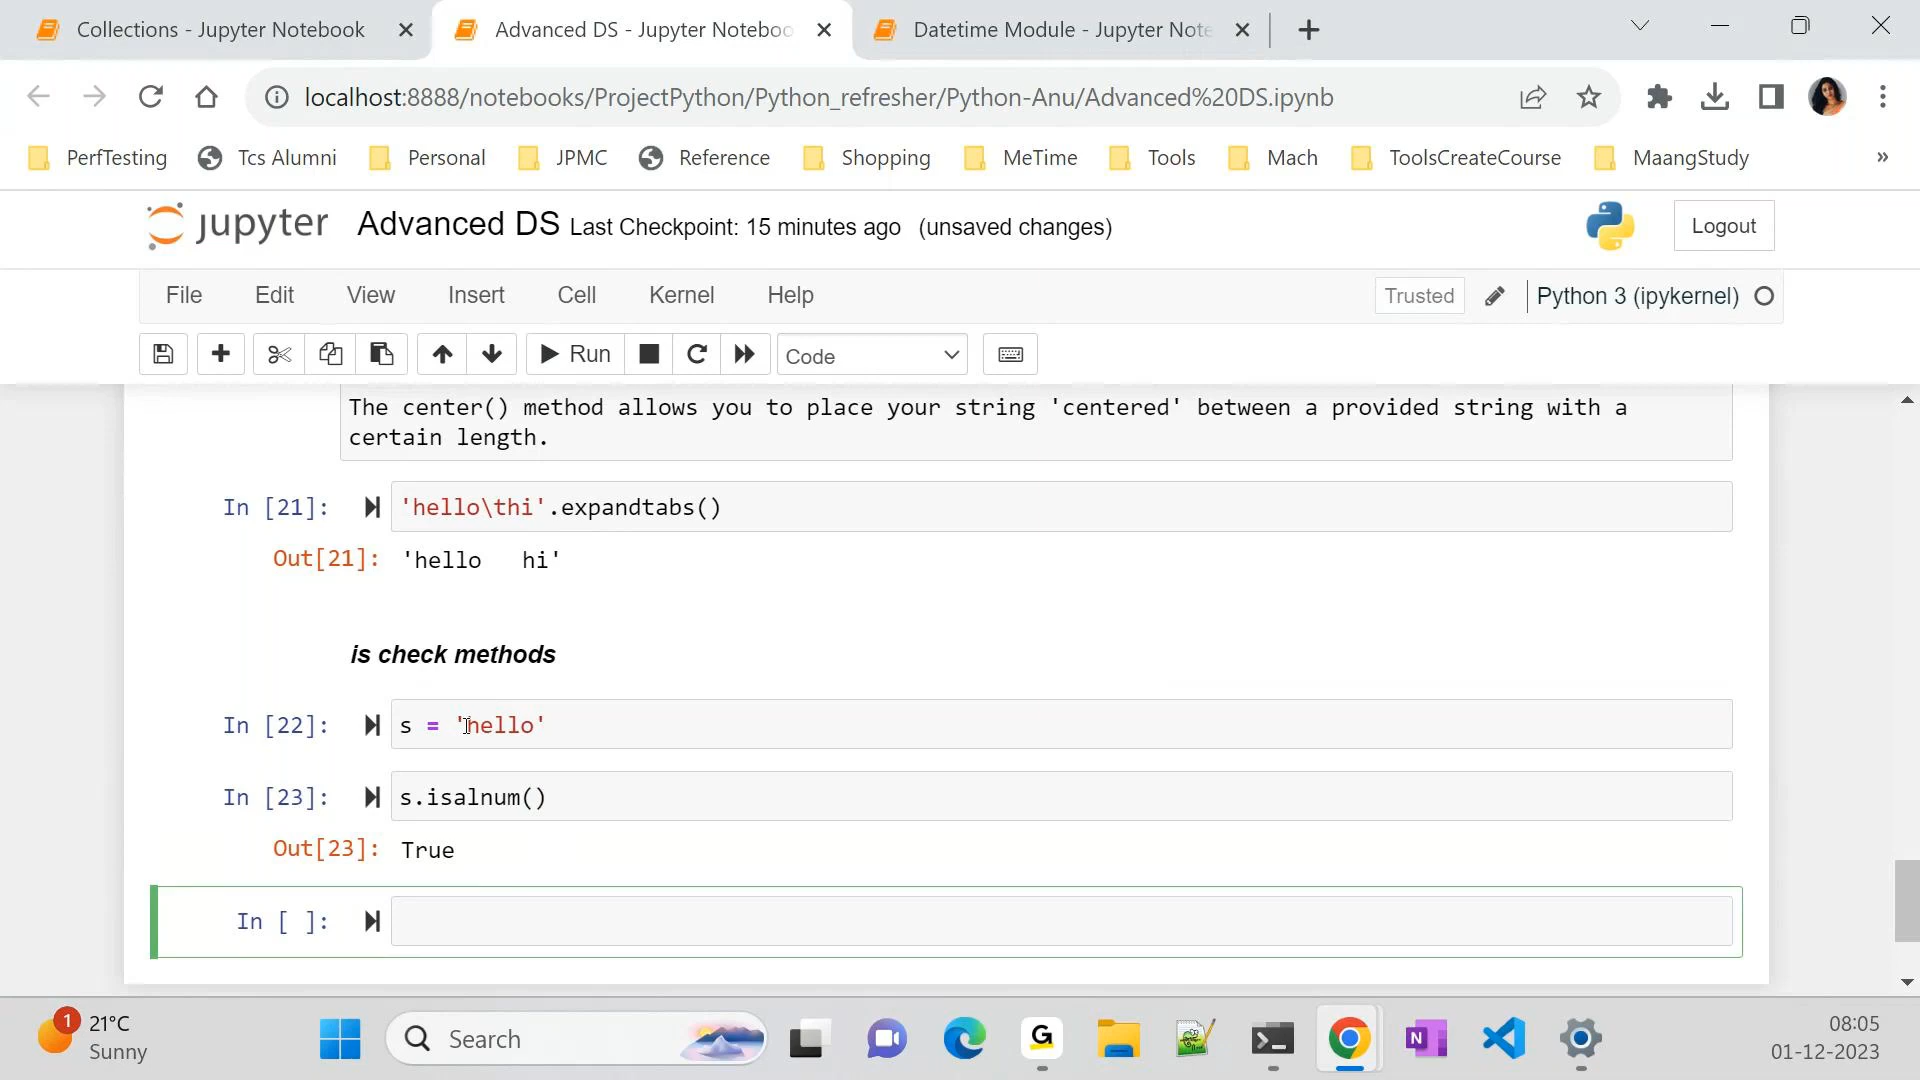 Collections - Jupyter Notebook
Advanced DS - Jupyter Noteboo
Datetime Module - Jupyter Note
localhost:8888/notebooks/ProjectPython/Python_refresher/Python-Anu/Advanced%20DS.ipynb
PerfTesting Tcs Alumni Personal JPMC Reference Shopping MeTime Tools Mach ToolsCreateCourse MaangStudy »
jupyter Advanced DS Last Checkpoint: 15 minutes ago (unsaved changes) Logout
File Edit View Insert Cell Kernel Help Trusted Python 3 (ipykernel)
Run Code
The center() method allows you to place your string 'centered' between a provided string with a
certain length.
In [21]: 'hello\thi'.expandtabs()
Out[21]: 'hello   hi'
is check methods
In [22]: s = 'hello'
In [23]: s.isalnum()
Out[23]: True
In [ ]:
1 21°C
Sunny
Search
G
N
08:05
01-12-2023